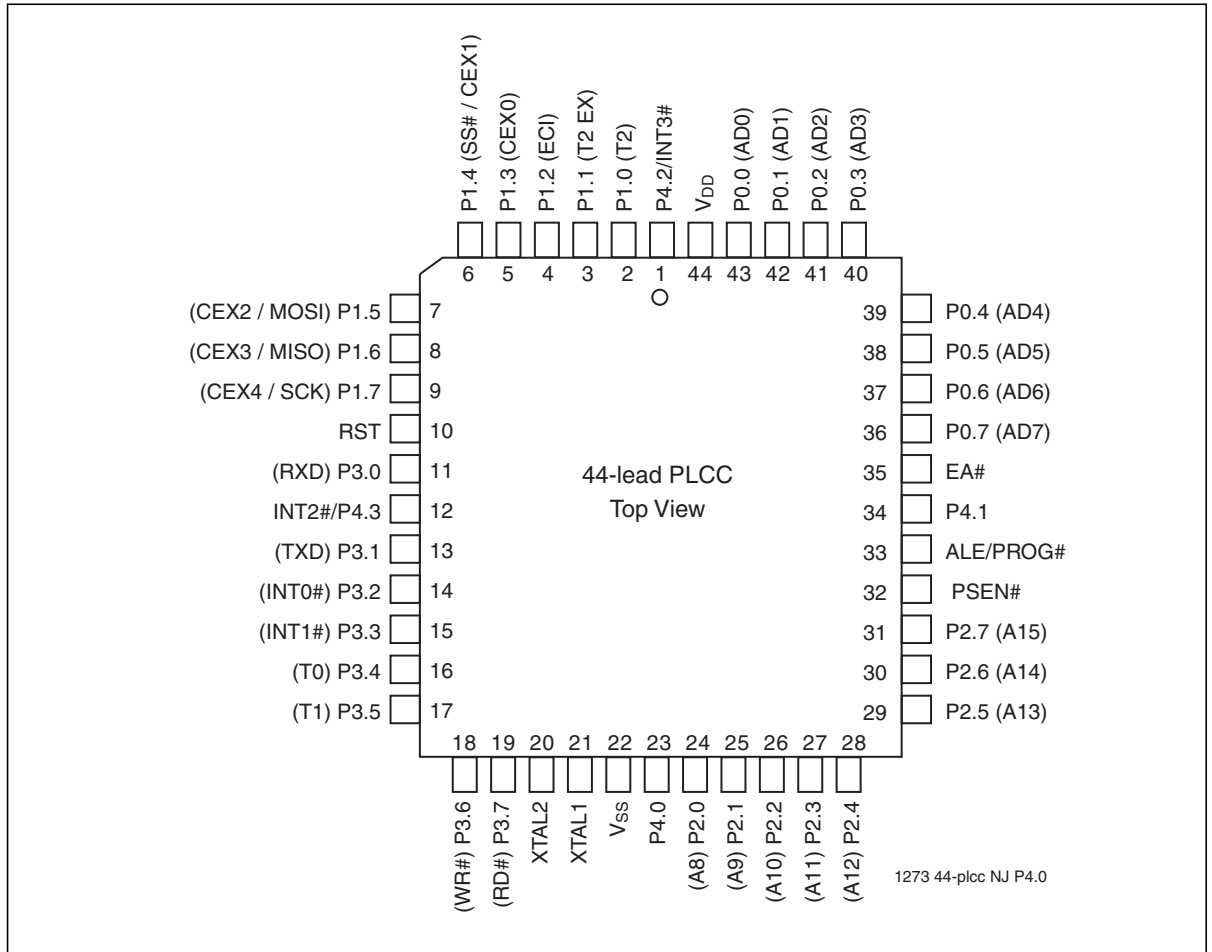 P1.4 (SS# / CEX1)
P1.3 (CEX0)
P1.2 (ECI)
P1.1 (T2 EX)
P1.0 (T2)
P4.2/INT3#
VDD
P0.0 (AD0)
P0.1 (AD1)
P0.2 (AD2)
P0.3 (AD3)
6 5 4 3 2 1 44 43 42 41 40
(CEX2 / MOSI) P1.5 7
(CEX3 / MISO) P1.6 8
(CEX4 / SCK) P1.7 9
RST 10
(RXD) P3.0 11
INT2#/P4.3 12
(TXD) P3.1 13
(INT0#) P3.2 14
(INT1#) P3.3 15
(T0) P3.4 16
(T1) P3.5 17
44-lead PLCC
Top View
39 P0.4 (AD4)
38 P0.5 (AD5)
37 P0.6 (AD6)
36 P0.7 (AD7)
35 EA#
34 P4.1
33 ALE/PROG#
32 PSEN#
31 P2.7 (A15)
30 P2.6 (A14)
29 P2.5 (A13)
18 19 20 21 22 23 24 25 26 27 28
(WR#) P3.6
(RD#) P3.7
XTAL2
XTAL1
VSS
P4.0
(A8) P2.0
(A9) P2.1
(A10) P2.2
(A11) P2.3
(A12) P2.4
1273 44-plcc NJ P4.0